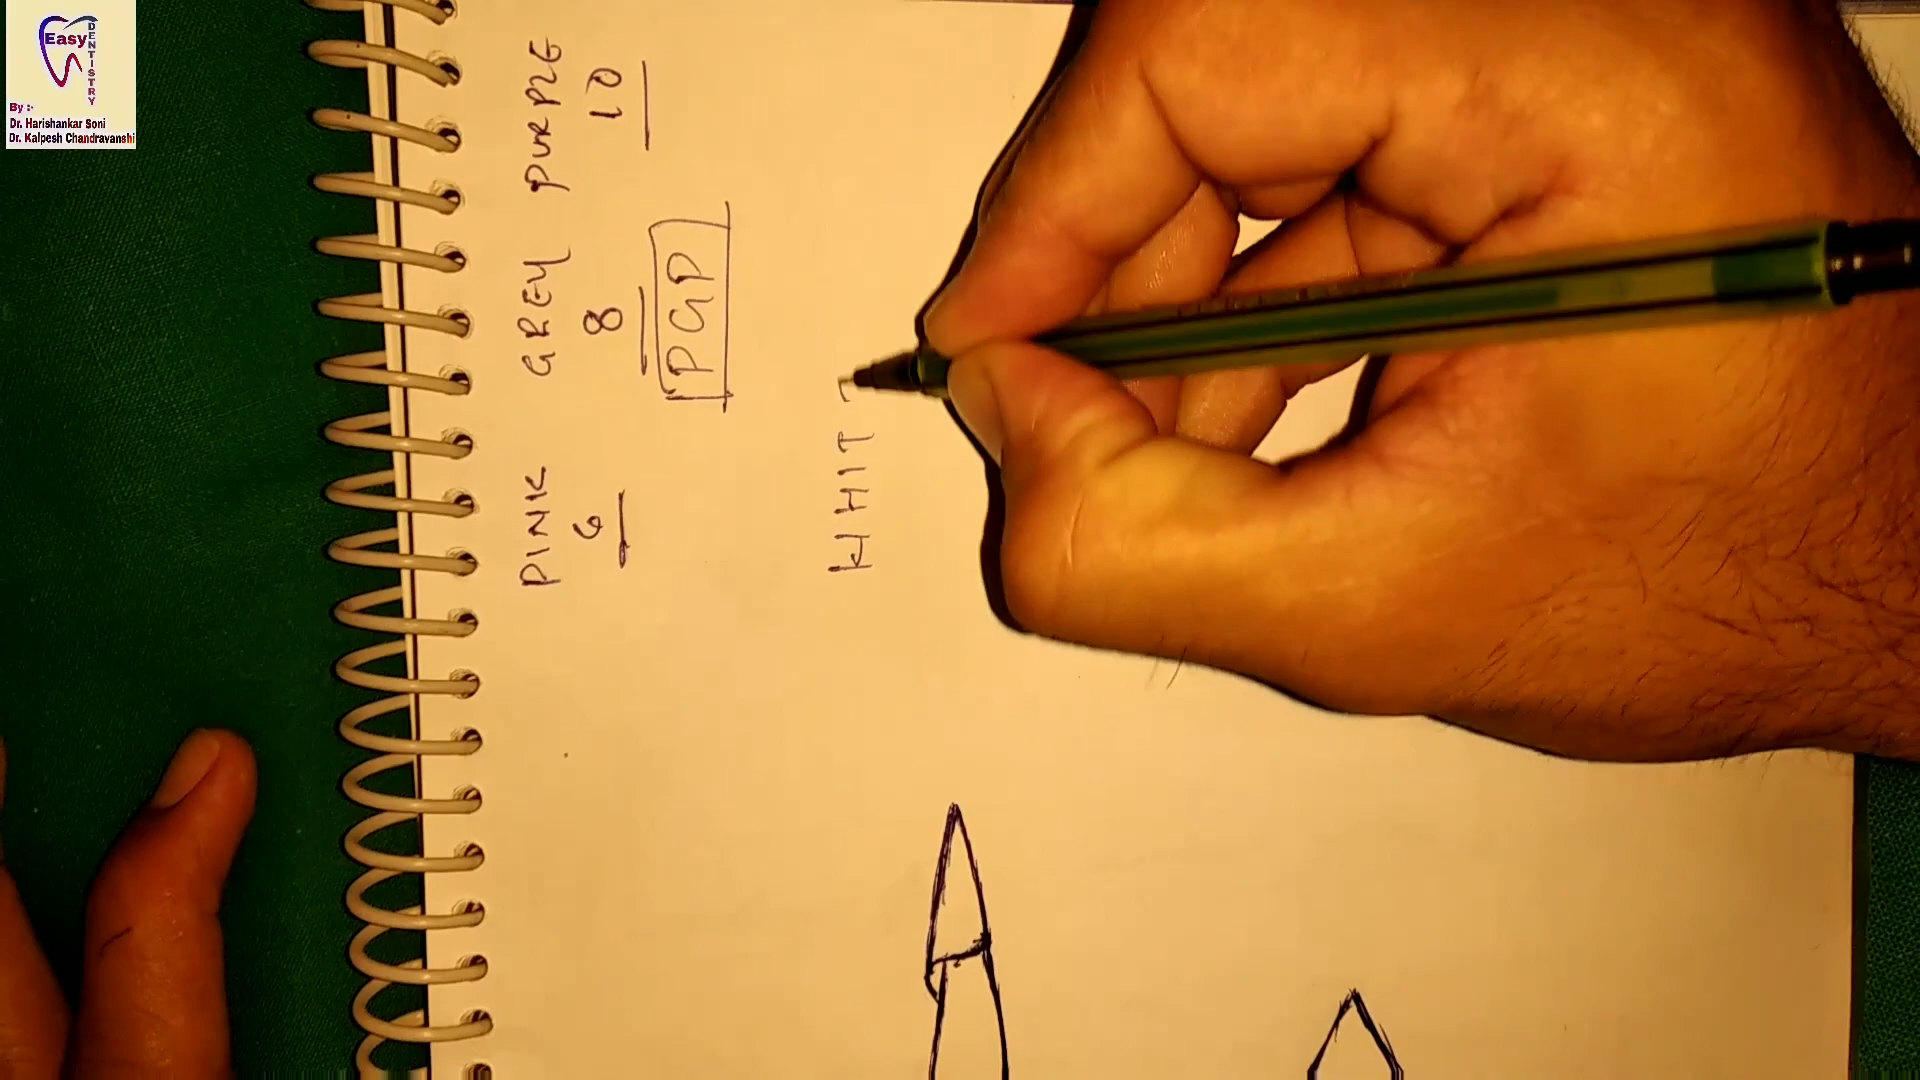 Easy
DENTISTRY
By :-
Dr. Harishankar Soni
Dr. Kalpesh Chandravanshi
PINK GREY PURPLE
6 8 10
PGP
WHIT